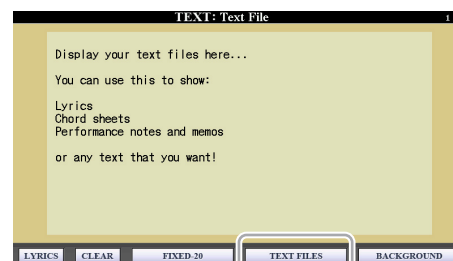 TEXT: Text File 1
Display your text files here...
You can use this to show:
Lyrics
Chord sheets
Performance notes and memos
or any text that you want!
LYRICS CLEAR FIXED-20 TEXT FILES BACKGROUND